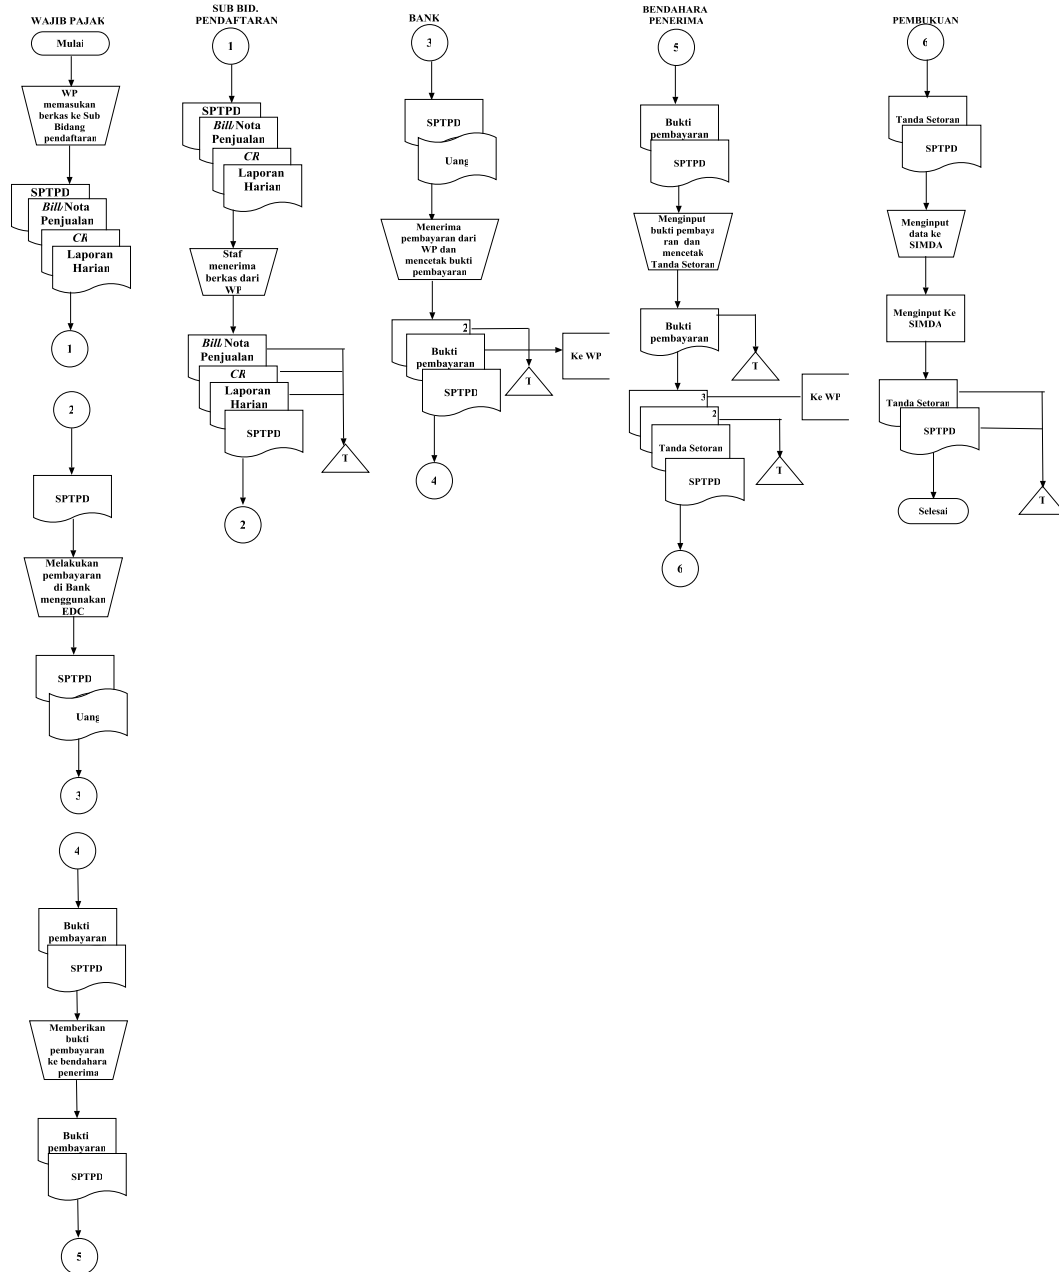 WAJIB PAJAK
Mulai
WP
memasukan
berkas ke Sub
Bidang
pendaftaran
SPTPD
Bill/Nota
Penjualan
CR
Laporan
Harian
1
2
SPTPD
Melakukan
pembayaran
di Bank
menggunakan
EDC
SPTPD
Uang
3
4
Bukti
pembayaran
SPTPD
Memberikan
bukti
pembayaran
ke bendahara
penerima
Bukti
pembayaran
SPTPD
5
SUB BID.
PENDAFTARAN
1
SPTPD
Bill/Nota
Penjualan
CR
Laporan
Harian
Staf
menerima
berkas dari
WP
Bill/Nota
Penjualan
CR
Laporan
Harian
SPTPD
T
2
BANK
3
SPTPD
Uang
Menerima
pembayaran dari
WP dan
mencetak bukti
pembayaran
2
Bukti
pembayaran
SPTPD
T
Ke WP
4
BENDAHARA
PENERIMA
5
Bukti
pembayaran
SPTPD
Menginput
bukti pembaya
ran dan
mencetak
Tanda Setoran
Bukti
pembayaran
T
3
Ke WP
2
Tanda Setoran
SPTPD
T
6
PEMBUKUAN
6
Tanda Setoran
SPTPD
Menginput
data ke
SIMDA
Menginput Ke
SIMDA
Tanda Setoran
SPTPD
T
Selesai